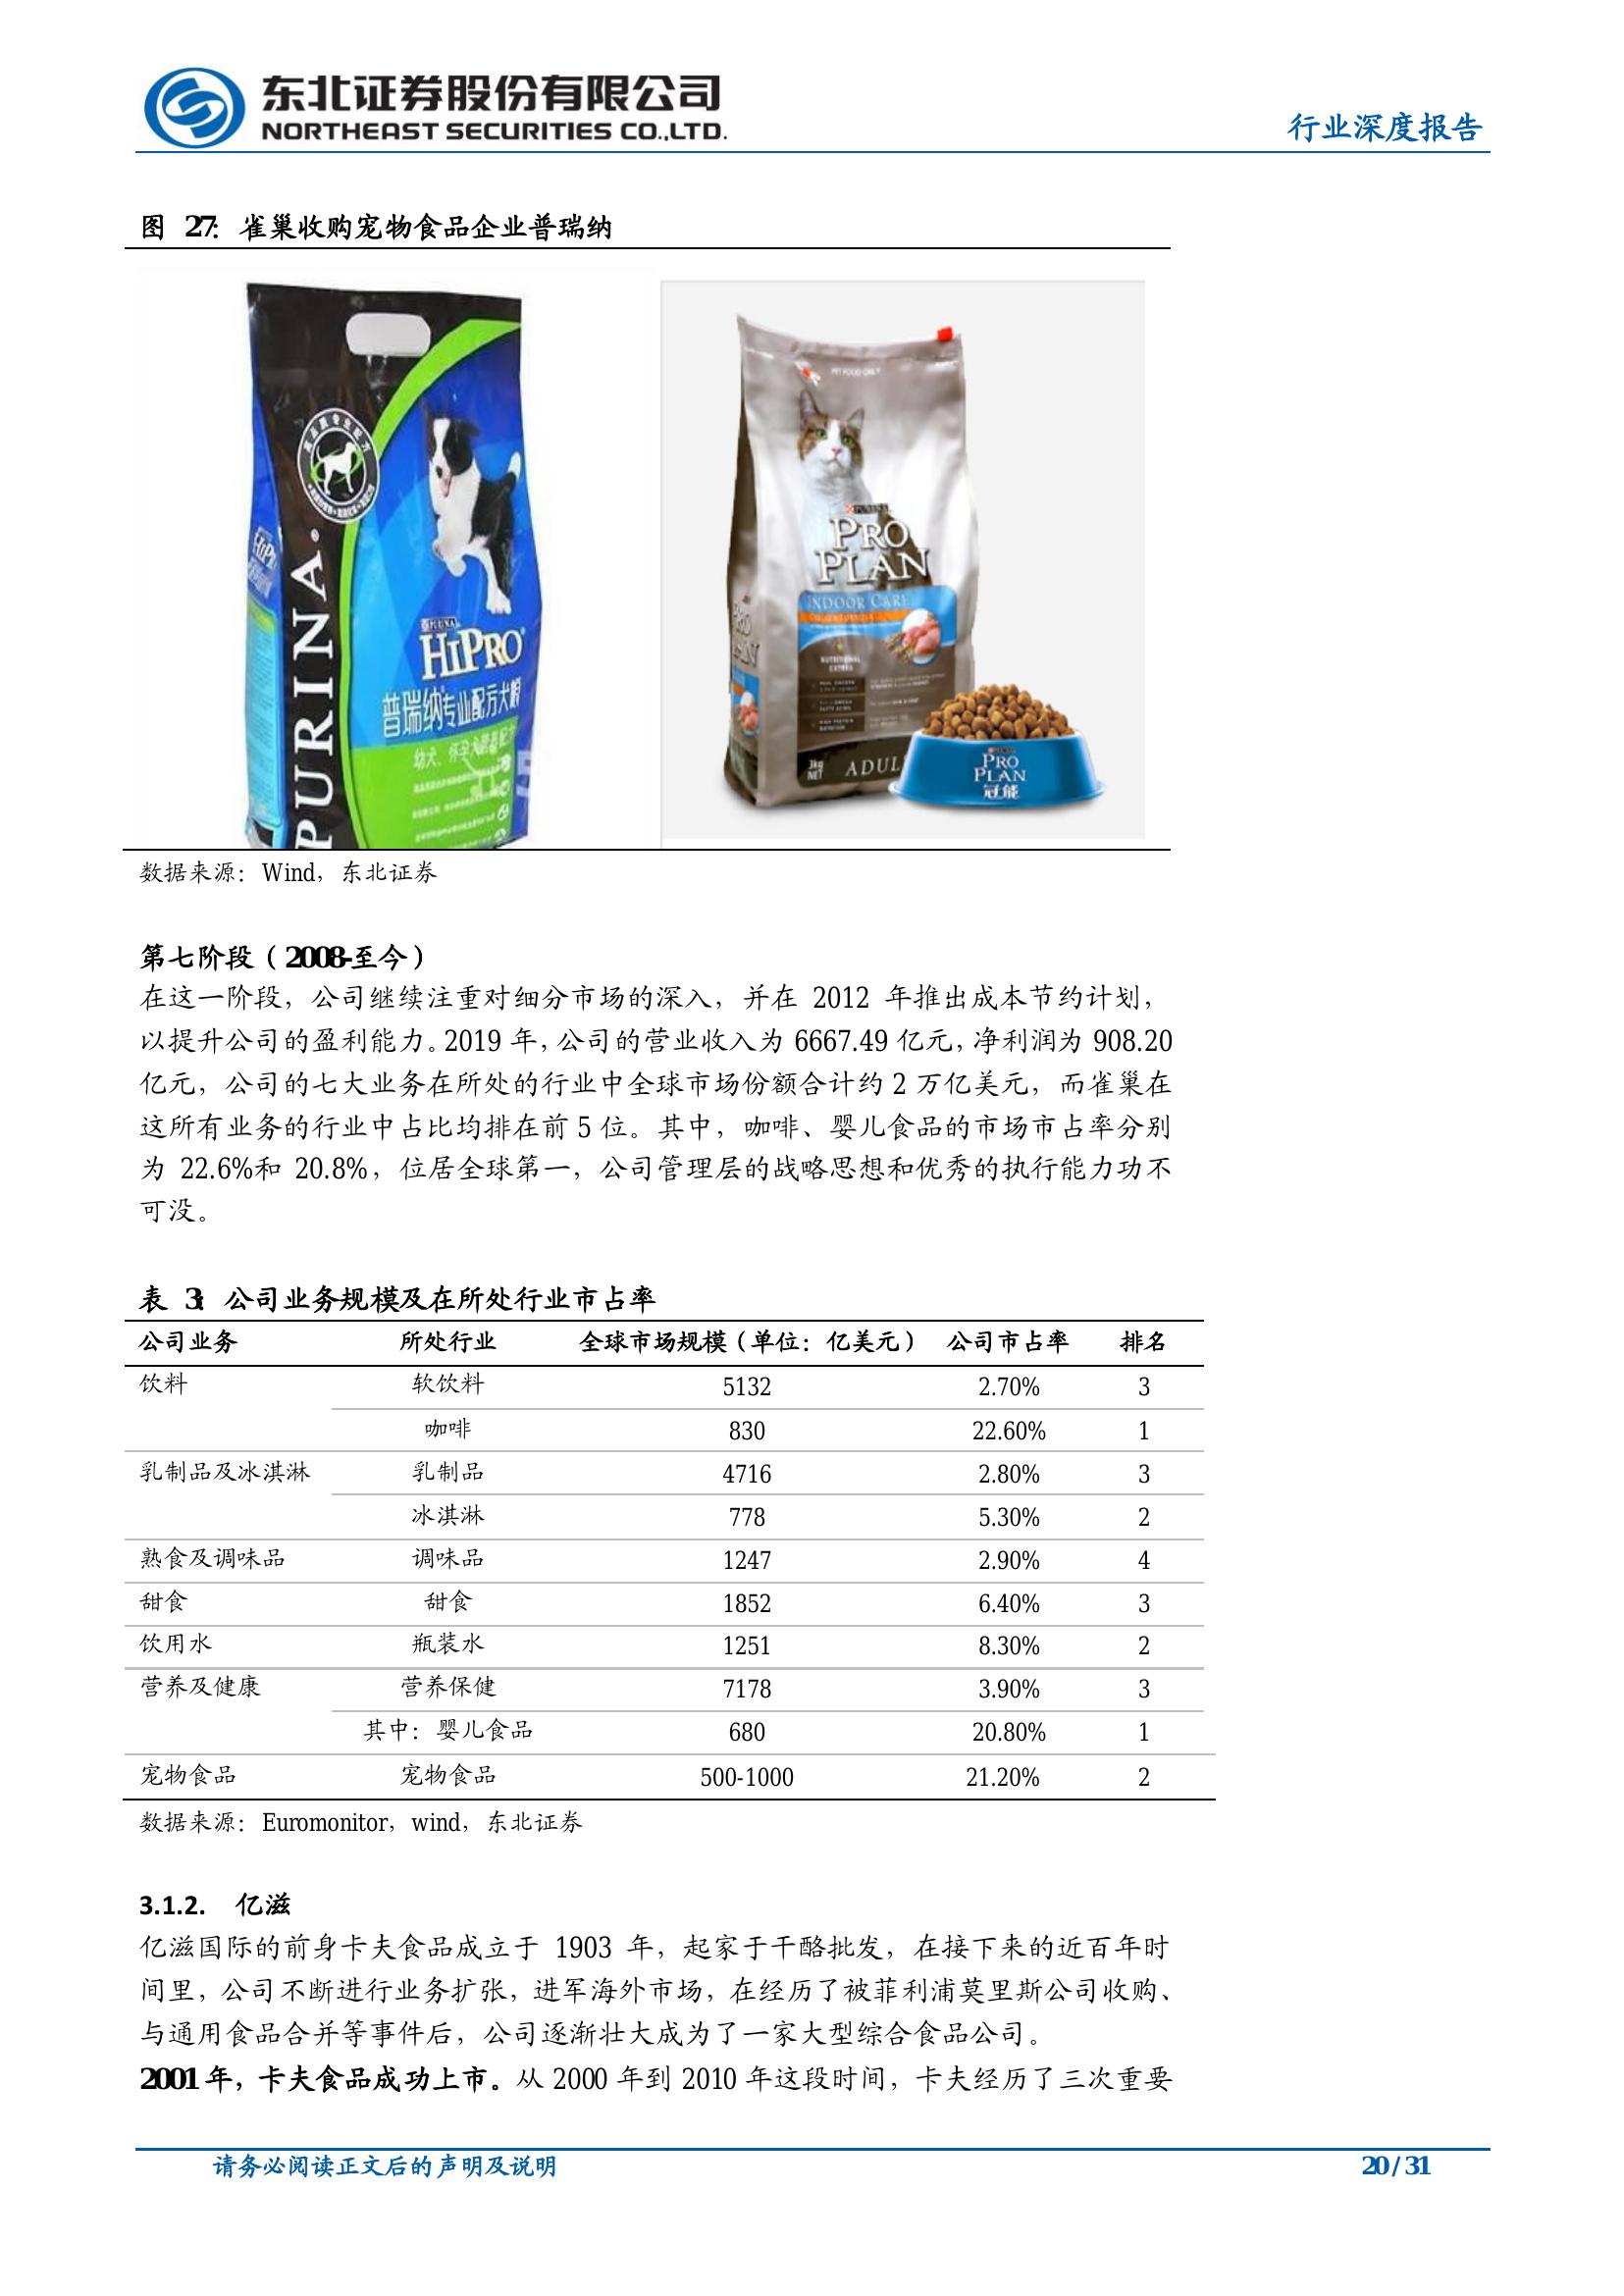 东北证券股份有限公司
NORTHEAST SECURITIES CO.,LTD.
行业深度报告
图 27：雀巢收购宠物食品企业普瑞纳
PURINA
HiPRO
普瑞纳专业配方犬粮
PET FOOD ONLY
PURINA
PRO
PLAN
INDOOR CARE
NUTRITIONAL
EXTRAS
3kg
NET
ADUL
PRO
PLAN
冠能
数据来源：Wind，东北证券
第七阶段（2008-至今）
在这一阶段，公司继续注重对细分市场的深入，并在 2012 年推出成本节约计划，
以提升公司的盈利能力。2019 年，公司的营业收入为 6667.49 亿元，净利润为 908.20
亿元，公司的七大业务在所处的行业中全球市场份额合计约 2 万亿美元，而雀巢在
这所有业务的行业中占比均排在前 5 位。其中，咖啡、婴儿食品的市场市占率分别
为 22.6%和 20.8%，位居全球第一，公司管理层的战略思想和优秀的执行能力功不
可没。
表 3：公司业务规模及在所处行业市占率
公司业务 所处行业 全球市场规模（单位：亿美元） 公司市占率 排名
饮料 软饮料 5132 2.70% 3
咖啡 830 22.60% 1
乳制品及冰淇淋 乳制品 4716 2.80% 3
冰淇淋 778 5.30% 2
熟食及调味品 调味品 1247 2.90% 4
甜食 甜食 1852 6.40% 3
饮用水 瓶装水 1251 8.30% 2
营养及健康 营养保健 7178 3.90% 3
其中：婴儿食品 680 20.80% 1
宠物食品 宠物食品 500-1000 21.20% 2
数据来源：Euromonitor，wind，东北证券
3.1.2. 亿滋
亿滋国际的前身卡夫食品成立于 1903 年，起家于干酪批发，在接下来的近百年时
间里，公司不断进行业务扩张，进军海外市场，在经历了被菲利浦莫里斯公司收购、
与通用食品合并等事件后，公司逐渐壮大成为了一家大型综合食品公司。
2001 年，卡夫食品成功上市。从 2000 年到 2010 年这段时间，卡夫经历了三次重要
请务必阅读正文后的声明及说明
20 / 31